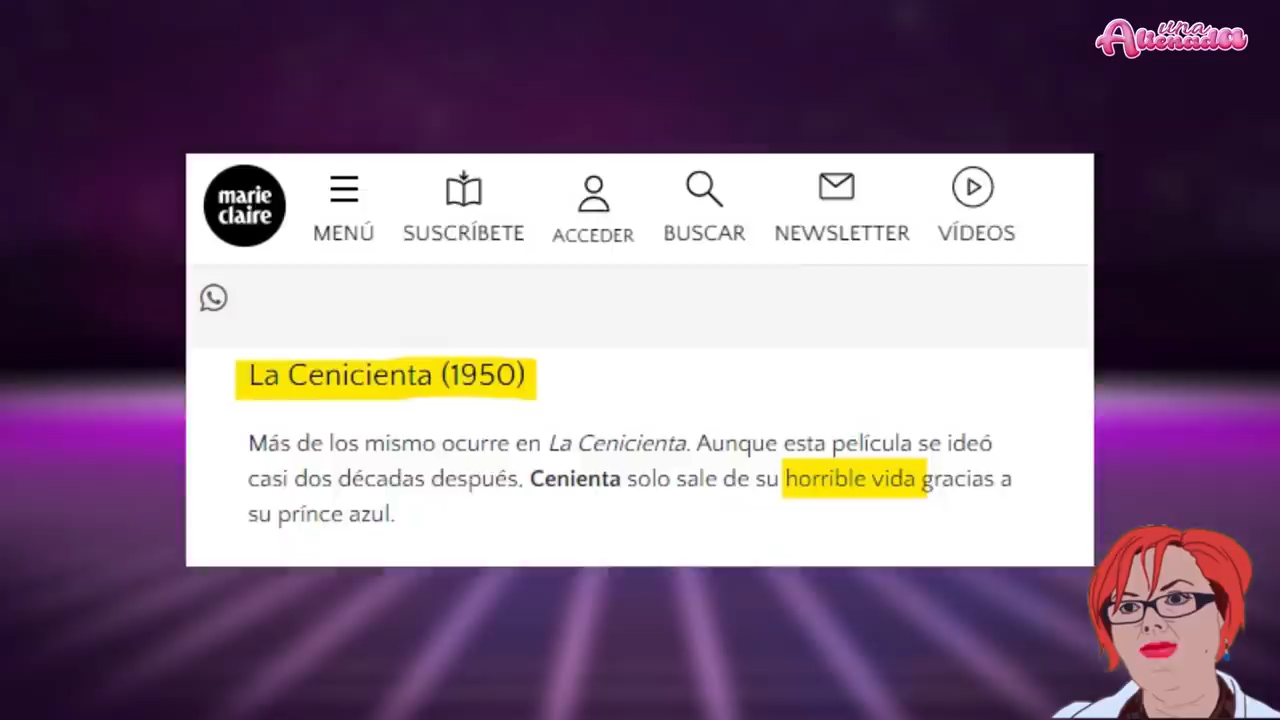 una
Alienada
marie
claire
MENÚ
SUSCRÍBETE
ACCEDER
BUSCAR
NEWSLETTER
VÍDEOS
La Cenicienta (1950)
Más de los mismo ocurre en La Cenicienta. Aunque esta película se ideó
casi dos décadas después, Cenienta solo sale de su horrible vida gracias a
su prínce azul.